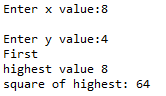 Enter x value:8
Enter y value:4
First
highest value 8
square of highest: 64